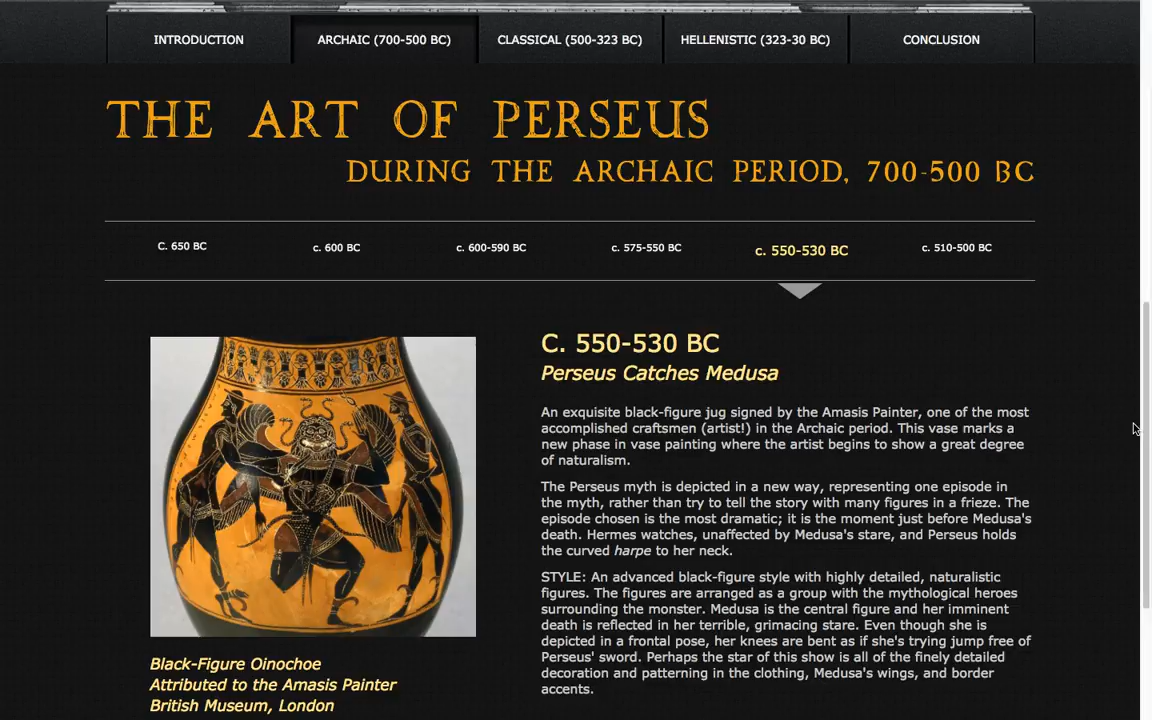 INTRODUCTION
ARCHAIC (700-500 BC)
CLASSICAL (500-323 BC)
HELLENISTIC (323-30 BC)
CONCLUSION
THE ART OF PERSEUS
DURING THE ARCHAIC PERIOD, 700-500 BC
C. 650 BC
c. 600 BC
c. 600-590 BC
c. 575-550 BC
c. 550-530 BC
c. 510-500 BC
C. 550-530 BC
Perseus Catches Medusa
An exquisite black-figure jug signed by the Amasis Painter, one of the most
accomplished craftsmen (artist!) in the Archaic period. This vase marks a
new phase in vase painting where the artist begins to show a great degree
of naturalism.
The Perseus myth is depicted in a new way, representing one episode in
the myth, rather than try to tell the story with many figures in a frieze. The
episode chosen is the most dramatic; it is the moment just before Medusa's
death. Hermes watches, unaffected by Medusa's stare, and Perseus holds
the curved harpe to her neck.
STYLE: An advanced black-figure style with highly detailed, naturalistic
figures. The figures are arranged as a group with the mythological heroes
surrounding the monster. Medusa is the central figure and her imminent
death is reflected in her terrible, grimacing stare. Even though she is
depicted in a frontal pose, her knees are bent as if she's trying jump free of
Perseus' sword. Perhaps the star of this show is all of the finely detailed
decoration and patterning in the clothing, Medusa's wings, and border
accents.
Black-Figure Oinochoe
Attributed to the Amasis Painter
British Museum, London